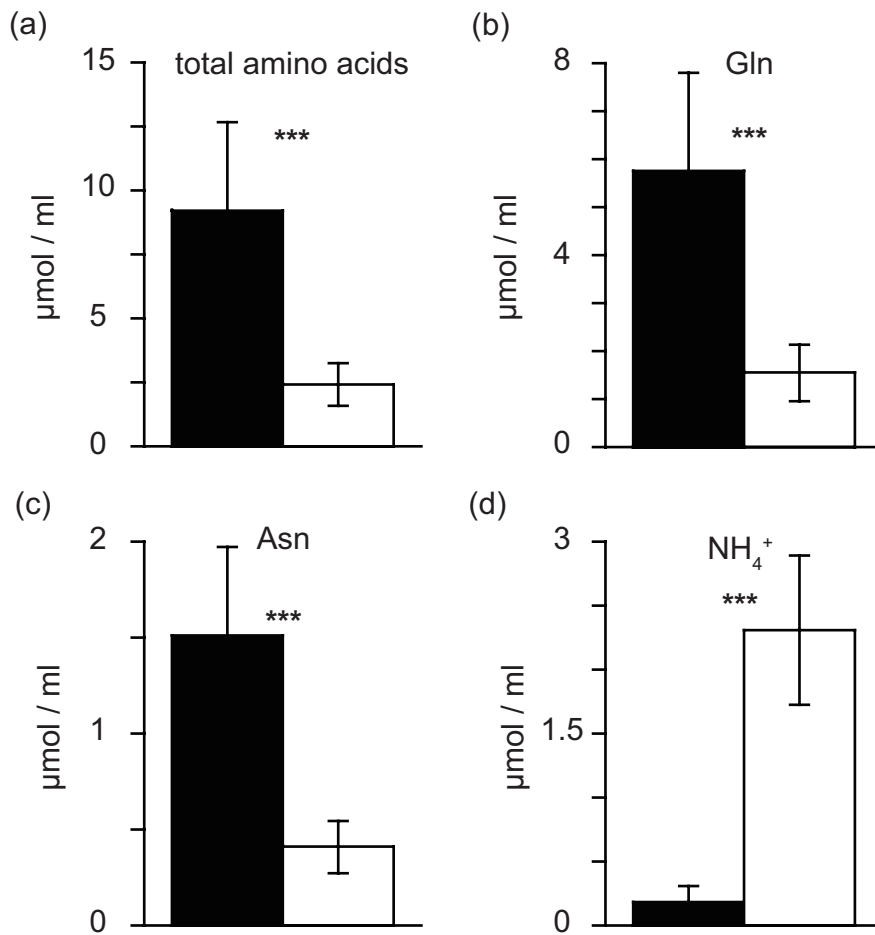 (a)
total amino acids
15
10
5
0
µmol / ml
***
(b)
Gln
8
4
0
µmol / ml
***
(c)
Asn
2
1
0
µmol / ml
***
(d)
NH₄⁺
3
1.5
0
µmol / ml
***